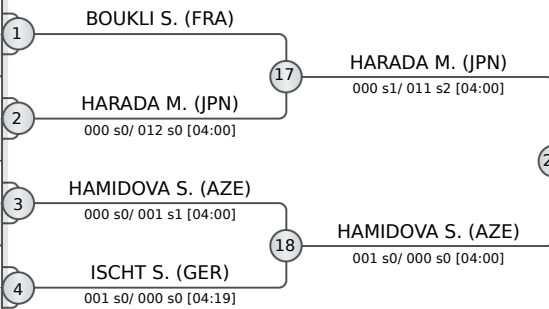 BOUKLI S. (FRA)
1
17
HARADA M. (JPN)
000 s1/ 011 s2 [04:00]
HARADA M. (JPN)
2
000 s0/ 012 s0 [04:00]
HAMIDOVA S. (AZE)
3
000 s0/ 001 s1 [04:00]
18
HAMIDOVA S. (AZE)
001 s0/ 000 s0 [04:00]
ISCHT S. (GER)
4
001 s0/ 000 s0 [04:19]